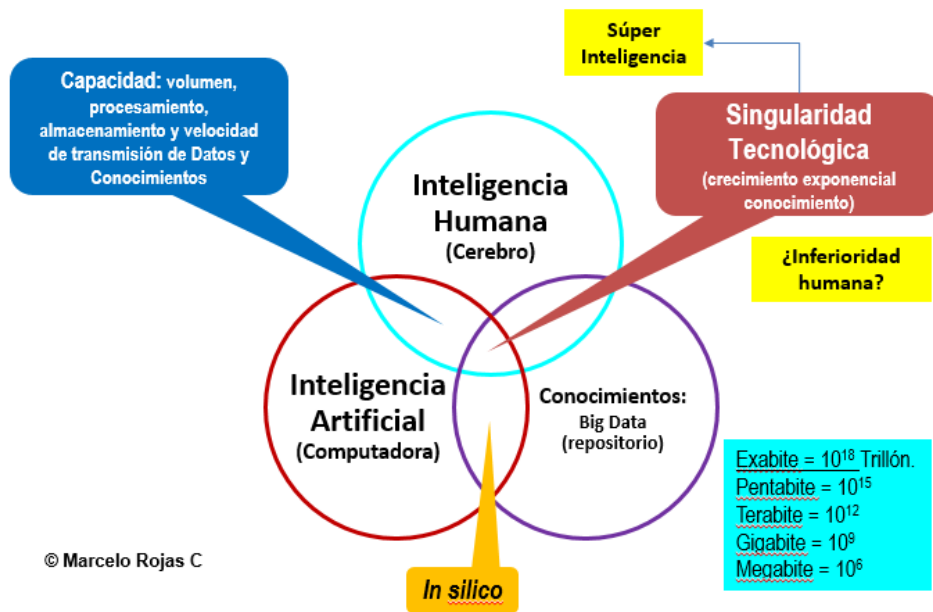 Súper
Inteligencia
Capacidad: volumen,
procesamiento,
almacenamiento y velocidad
de transmisión de Datos y
Conocimientos
Singularidad
Tecnológica
(crecimiento exponencial
conocimiento)
Inteligencia
Humana
(Cerebro)
¿Inferioridad
humana?
Inteligencia
Artificial
(Computadora)
Conocimientos:
Big Data
(repositorio)
Exabite = 10¹⁸ Trillón.
Pentabite = 10¹⁵
Terabite = 10¹²
Gigabite = 10⁹
Megabite = 10⁶
© Marcelo Rojas C
In silico